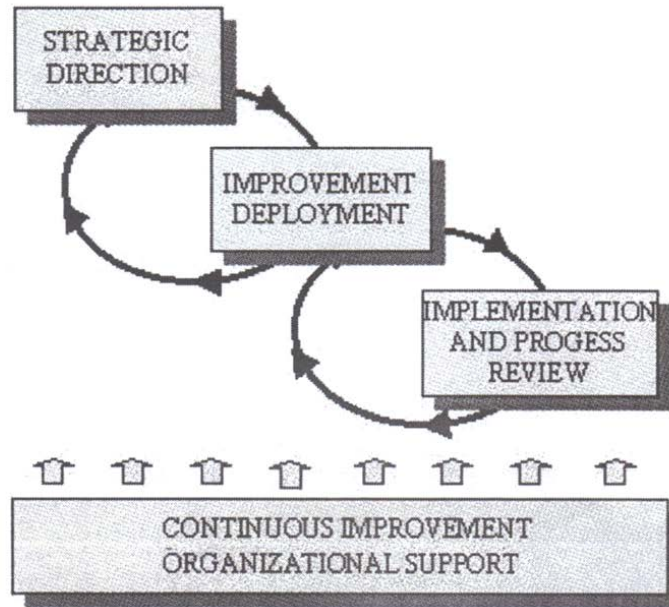 STRATEGIC
DIRECTION
IMPROVEMENT
DEPLOYMENT
IMPLEMENTATION
AND PROGESS
REVIEW
CONTINUOUS IMPROVEMENT
ORGANIZATIONAL SUPPORT